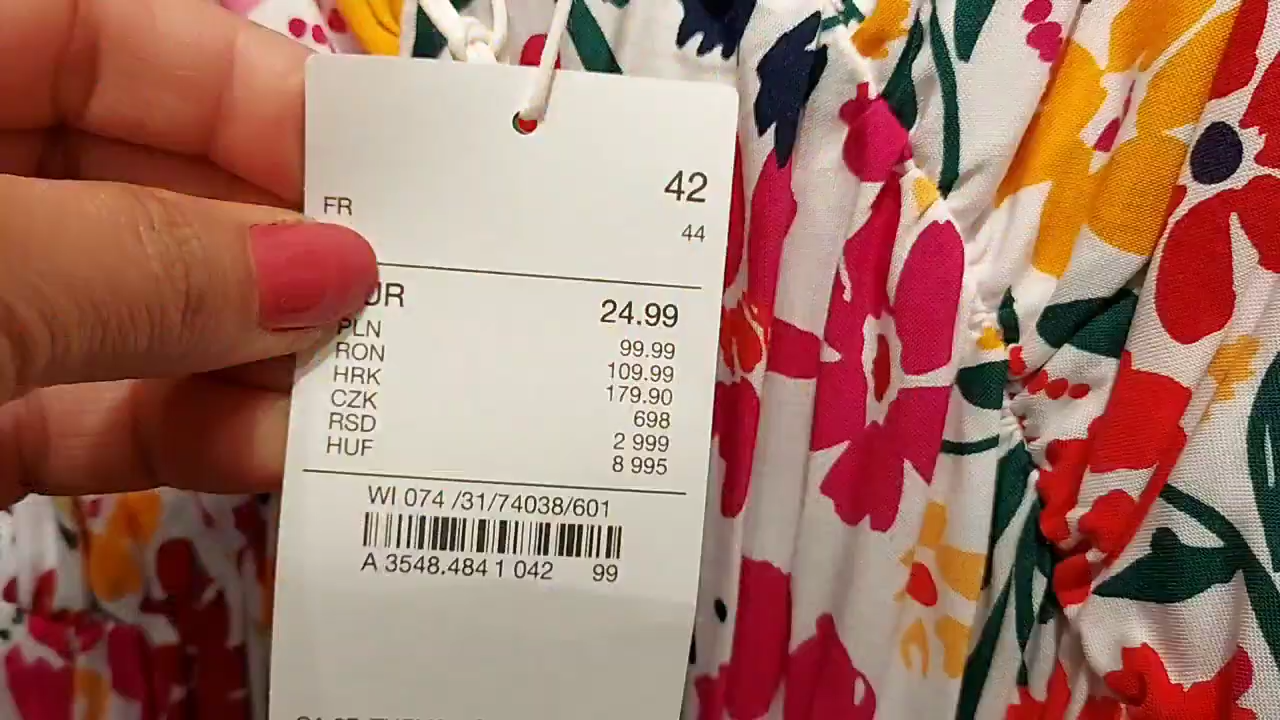 42
FR 44
UR 24.99
PLN 99.99
RON 109.99
HRK 179.90
CZK 698
RSD 2 999
HUF 8 995
WI 074 /31/74038/601
A 3548.484 1 042 99